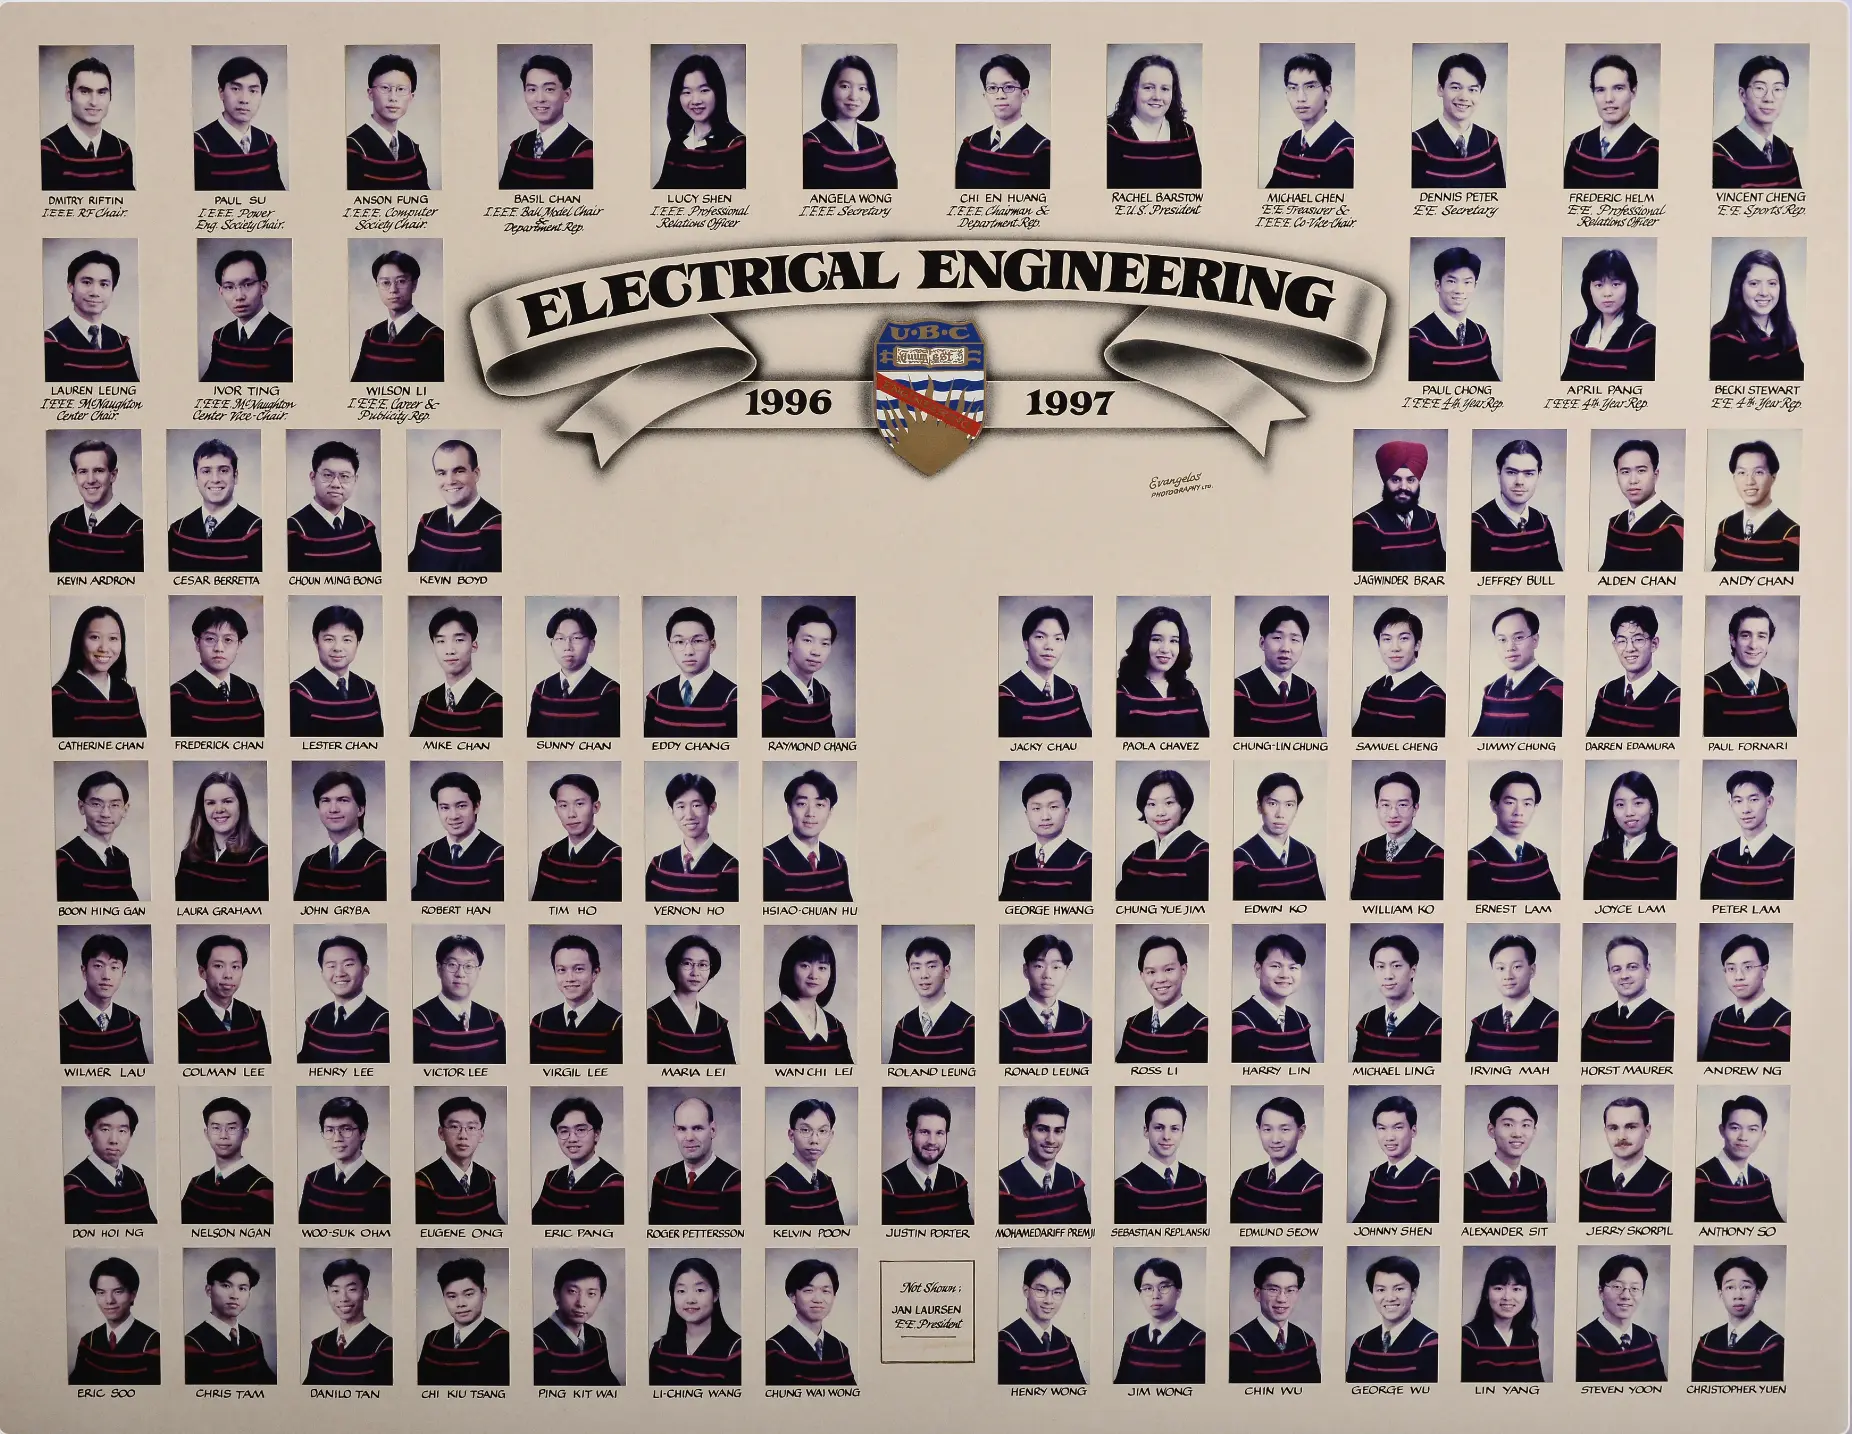 DMITRY RIFTIN
I.E.E.E. RF Chair.
PAUL SU
I.E.E.E. Power
Eng. Society Chair.
ANSON FUNG
I.E.E.E. Computer
Society Chair.
BASIL CHAN
I.E.E.E. Ball Model Chair
&
Department Rep.
LUCY SHEN
I.E.E.E. Professional
Relations Officer
ANGELA WONG
I.E.E.E. Secretary
CHI EN HUANG
I.E.E.E. Chairman &
Department Rep.
RACHEL BARSTOW
E.U.S. President
MICHAEL CHEN
E.E. Treasurer &
I.E.E.E. Co-Vice-Chair.
DENNIS PETER
E.E. Secretary
FREDERIC HELM
E.E. Professional
Relations Officer
VINCENT CHENG
E.E. Sports Rep.
ELECTRICAL ENGINEERING
U·B·C
1996
1997
LAUREN LEUNG
I.E.E.E. McNaughton
Center Chair.
IVOR TING
I.E.E.E. McNaughton
Center Vice-Chair.
WILSON LI
I.E.E.E. Career &
Publicity Rep.
PAUL CHONG
I.E.E.E. 4th Year Rep.
APRIL PANG
I.E.E.E. 4th Year Rep.
BECKI STEWART
E.E. 4th Year Rep.
Evangelos
PHOTOGRAPHY LTD.
KEVIN ARDRON
CESAR BERRETTA
CHOUN MING BONG
KEVIN BOYD
JAGWINDER BRAR
JEFFREY BULL
ALDEN CHAN
ANDY CHAN
CATHERINE CHAN
FREDERICK CHAN
LESTER CHAN
MIKE CHAN
SUNNY CHAN
EDDY CHANG
RAYMOND CHANG
JACKY CHAU
PAOLA CHAVEZ
CHUNG-LIN CHUNG
SAMUEL CHENG
JIMMY CHUNG
DARREN EDAMURA
PAUL FORNARI
BOON HING GAN
LAURA GRAHAM
JOHN GRYBA
ROBERT HAN
TIM HO
VERNON HO
HSIAO-CHUAN HU
GEORGE HWANG
CHUNG YUE JIM
EDWIN KO
WILLIAM KO
ERNEST LAM
JOYCE LAM
PETER LAM
WILMER LAU
COLMAN LEE
HENRY LEE
VICTOR LEE
VIRGIL LEE
MARIA LEI
WAN CHI LEI
ROLAND LEUNG
RONALD LEUNG
ROSS LI
HARRY LIN
MICHAEL LING
IRVING MAH
HORST MAURER
ANDREW NG
DON HOI NG
NELSON NGAN
WOO-SUK OHM
EUGENE ONG
ERIC PANG
ROGER PETTERSSON
KELVIN POON
JUSTIN PORTER
MOHAMEDARIFF PREMJI
SEBASTIAN REPLANSKI
EDMUND SEOW
JOHNNY SHEN
ALEXANDER SIT
JERRY SKORPIL
ANTHONY SO
ERIC SOO
CHRIS TAM
DANILO TAN
CHI KIU TSANG
PING KIT WAI
LI-CHING WANG
CHUNG WAI WONG
Not Shown:
JAN LAURSEN
E.E. President
HENRY WONG
JIM WONG
CHIN WU
GEORGE WU
LIN YANG
STEVEN YOON
CHRISTOPHER YUEN